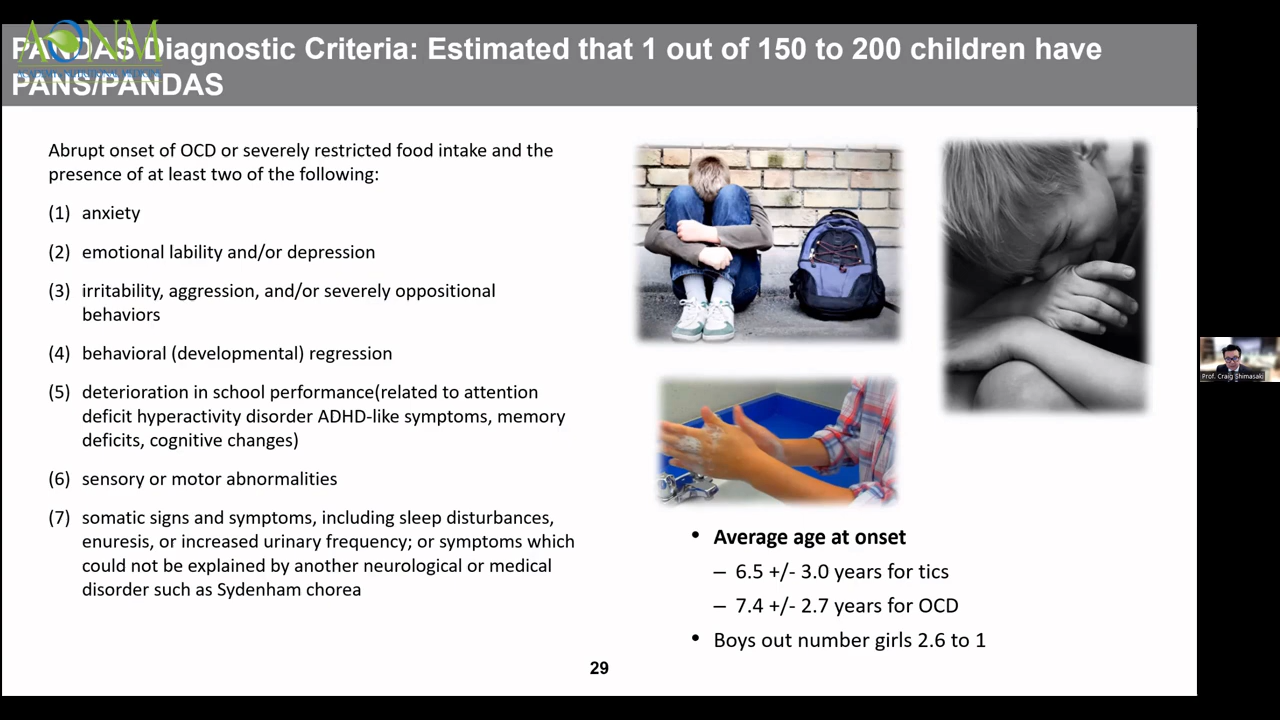 AONM
ACADEMY OF NUTRITIONAL MEDICINE
PANDAS Diagnostic Criteria: Estimated that 1 out of 150 to 200 children have
PANS/PANDAS
Abrupt onset of OCD or severely restricted food intake and the
presence of at least two of the following:
(1) anxiety
(2) emotional lability and/or depression
(3) irritability, aggression, and/or severely oppositional
behaviors
(4) behavioral (developmental) regression
(5) deterioration in school performance(related to attention
deficit hyperactivity disorder ADHD-like symptoms, memory
deficits, cognitive changes)
(6) sensory or motor abnormalities
(7) somatic signs and symptoms, including sleep disturbances,
enuresis, or increased urinary frequency; or symptoms which
could not be explained by another neurological or medical
disorder such as Sydenham chorea
• Average age at onset
– 6.5 +/- 3.0 years for tics
– 7.4 +/- 2.7 years for OCD
• Boys out number girls 2.6 to 1
29
Prof. Craig Shimasaki